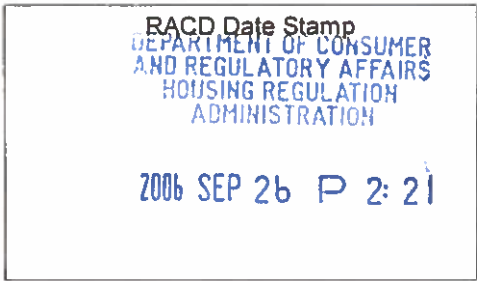 RACD Date Stamp
DEPARTMENT OF CONSUMER
AND REGULATORY AFFAIRS
HOUSING REGULATION
ADMINISTRATION
2006 SEP 26 P 2: 21